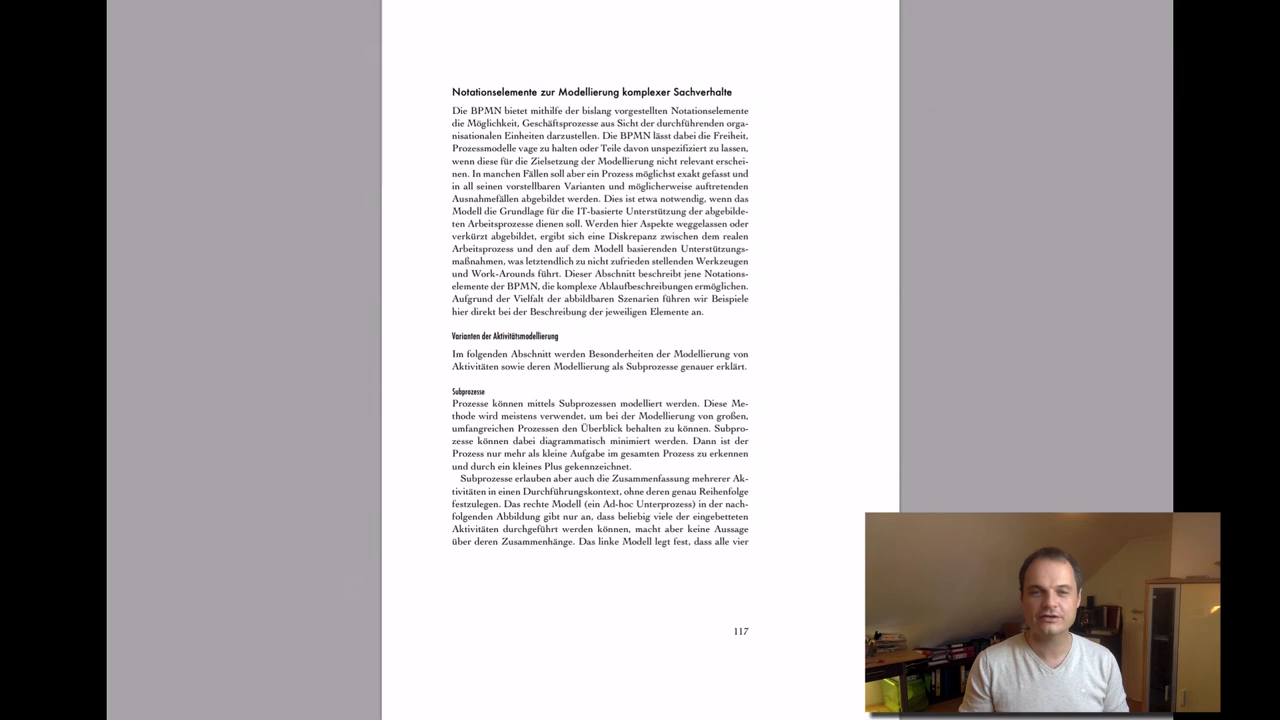 Notationselemente zur Modellierung komplexer Sachverhalte
Die BPMN bietet mithilfe der bislang vorgestellten Notationselemente
die Möglichkeit, Geschäftsprozesse aus Sicht der durchführenden orga-
nisationalen Einheiten darzustellen. Die BPMN lässt dabei die Freiheit,
Prozessmodelle vage zu halten oder Teile davon unspezifiziert zu lassen,
wenn diese für die Zielsetzung der Modellierung nicht relevant erschei-
nen. In manchen Fällen soll aber ein Prozess möglichst exakt gefasst und
in all seinen vorstellbaren Varianten und möglicherweise auftretenden
Ausnahmefällen abgebildet werden. Dies ist etwa notwendig, wenn das
Modell die Grundlage für die IT-basierte Unterstützung der abgebilde-
ten Arbeitsprozesse dienen soll. Werden hier Aspekte weggelassen oder
verkürzt abgebildet, ergibt sich eine Diskrepanz zwischen dem realen
Arbeitsprozess und den auf dem Modell basierenden Unterstützungs-
maßnahmen, was letztendlich zu nicht zufrieden stellenden Werkzeugen
und Work-Arounds führt. Dieser Abschnitt beschreibt jene Notations-
elemente der BPMN, die komplexe Ablaufbeschreibungen ermöglichen.
Aufgrund der Vielfalt der abbildbaren Szenarien führen wir Beispiele
hier direkt bei der Beschreibung der jeweiligen Elemente an.
Varianten der Aktivitätsmodellierung
Im folgenden Abschnitt werden Besonderheiten der Modellierung von
Aktivitäten sowie deren Modellierung als Subprozesse genauer erklärt.
Subprozesse
Prozesse können mittels Subprozessen modelliert werden. Diese Me-
thode wird meistens verwendet, um bei der Modellierung von großen,
umfangreichen Prozessen den Überblick behalten zu können. Subpro-
zesse können dabei diagrammatisch minimiert werden. Dann ist der
Prozess nur mehr als kleine Aufgabe im gesamten Prozess zu erkennen
und durch ein kleines Plus gekennzeichnet.
Subprozesse erlauben aber auch die Zusammenfassung mehrerer Ak-
tivitäten in einen Durchführungskontext, ohne deren genau Reihenfolge
festzulegen. Das rechte Modell (ein Ad-hoc Unterprozess) in der nach-
folgenden Abbildung gibt nur an, dass beliebig viele der eingebetteten
Aktivitäten durchgeführt werden können, macht aber keine Aussage
über deren Zusammenhänge. Das linke Modell legt fest, dass alle vier
117